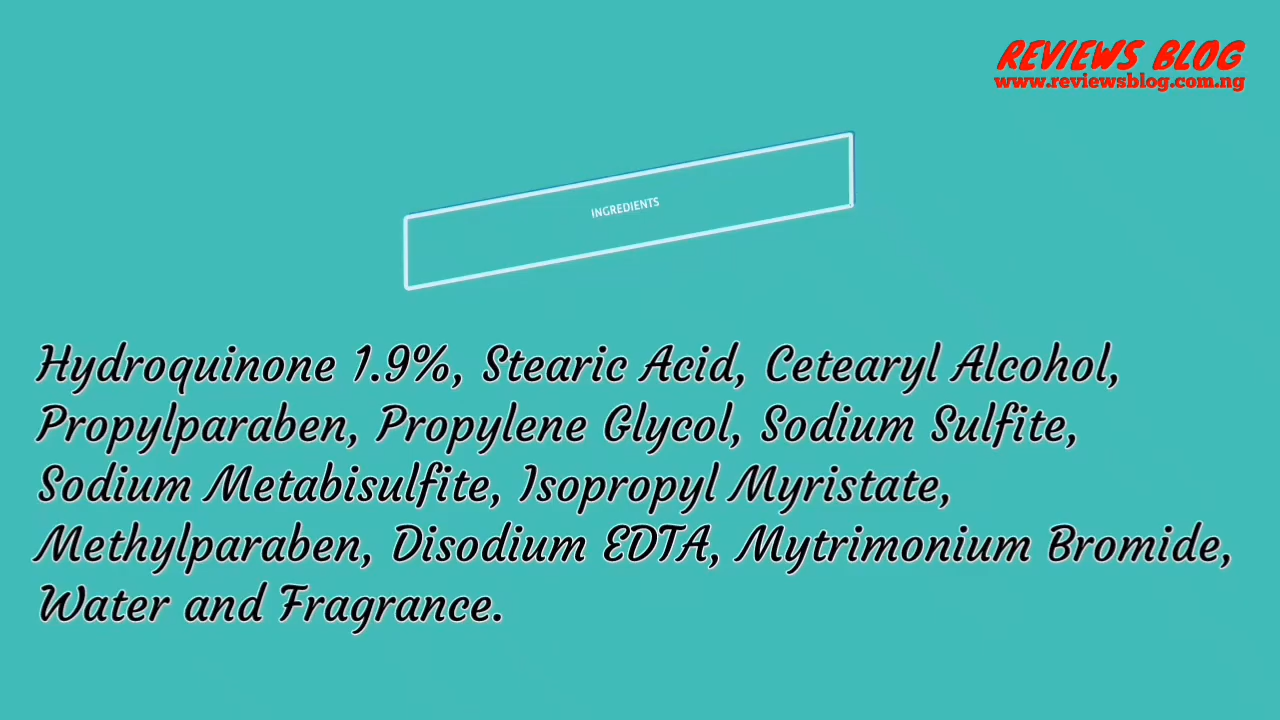 REVIEWS BLOG
www.reviewsblog.com.ng
INGREDIENTS
Hydroquinone 1.9%, Stearic Acid, Cetearyl Alcohol,
Propylparaben, Propylene Glycol, Sodium Sulfite,
Sodium Metabisulfite, Isopropyl Myristate,
Methylparaben, Disodium EDTA, Mytrimonium Bromide,
Water and Fragrance.